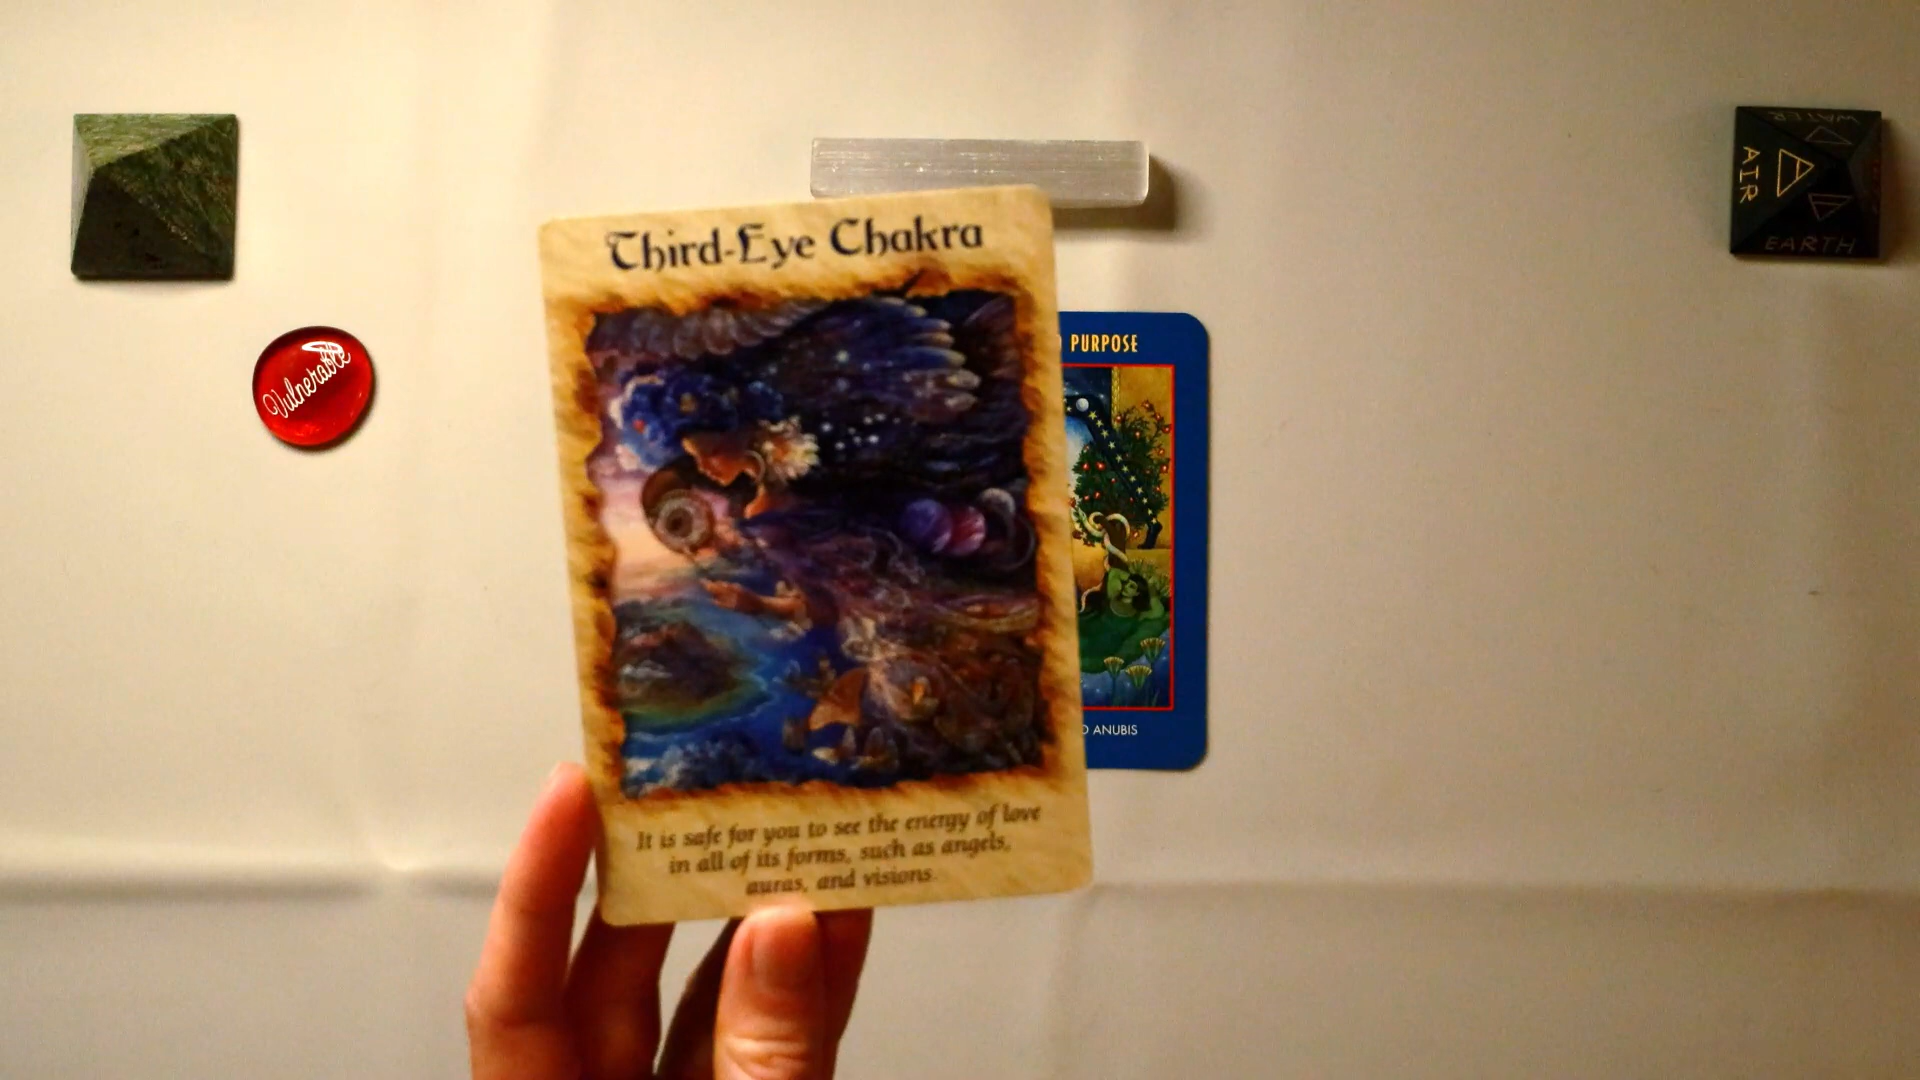 Third-Eye Chakra
It is safe for you to see the energy of love
in all of its forms, such as angels,
auras, and visions.
Vulnerable
PURPOSE
ANUBIS
WATER
AIR
EARTH